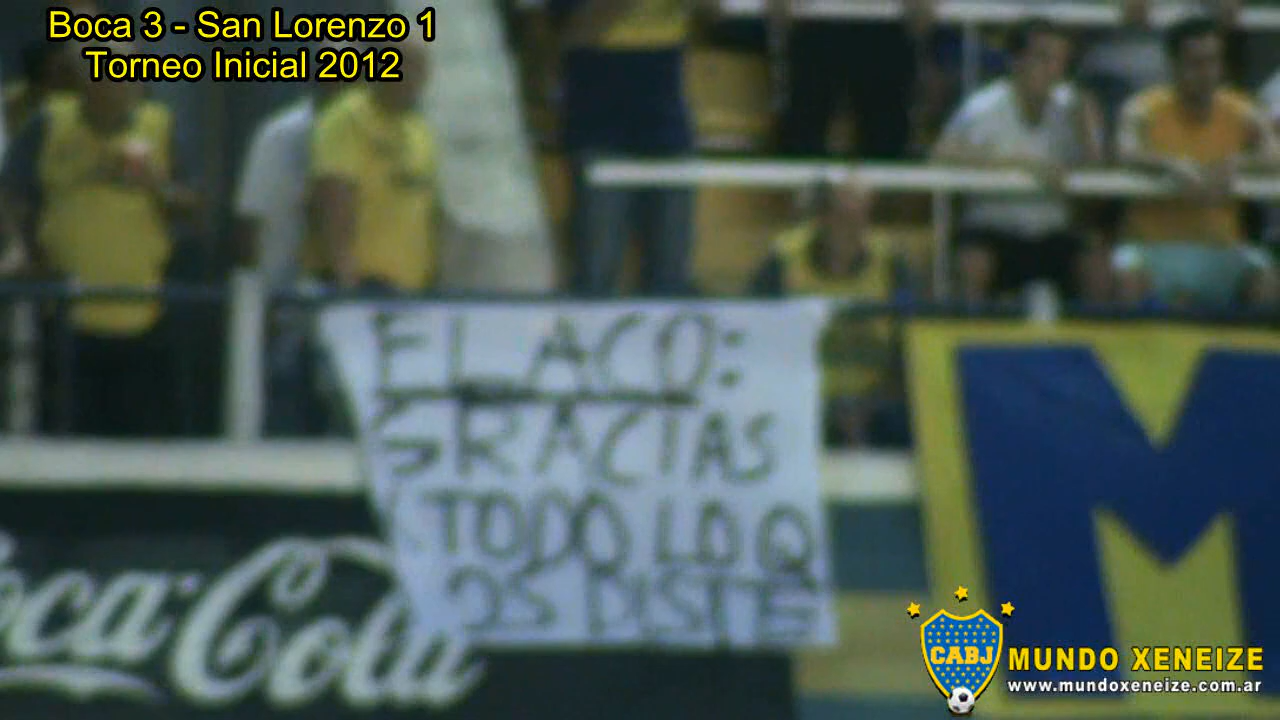 Boca 3 - San Lorenzo 1
Torneo Inicial 2012
FLACO:
GRACIAS
TODO LO Q
OS DISTE
M
Coca-Cola
CABJ
MUNDO XENEIZE
www.mundoxeneize.com.ar